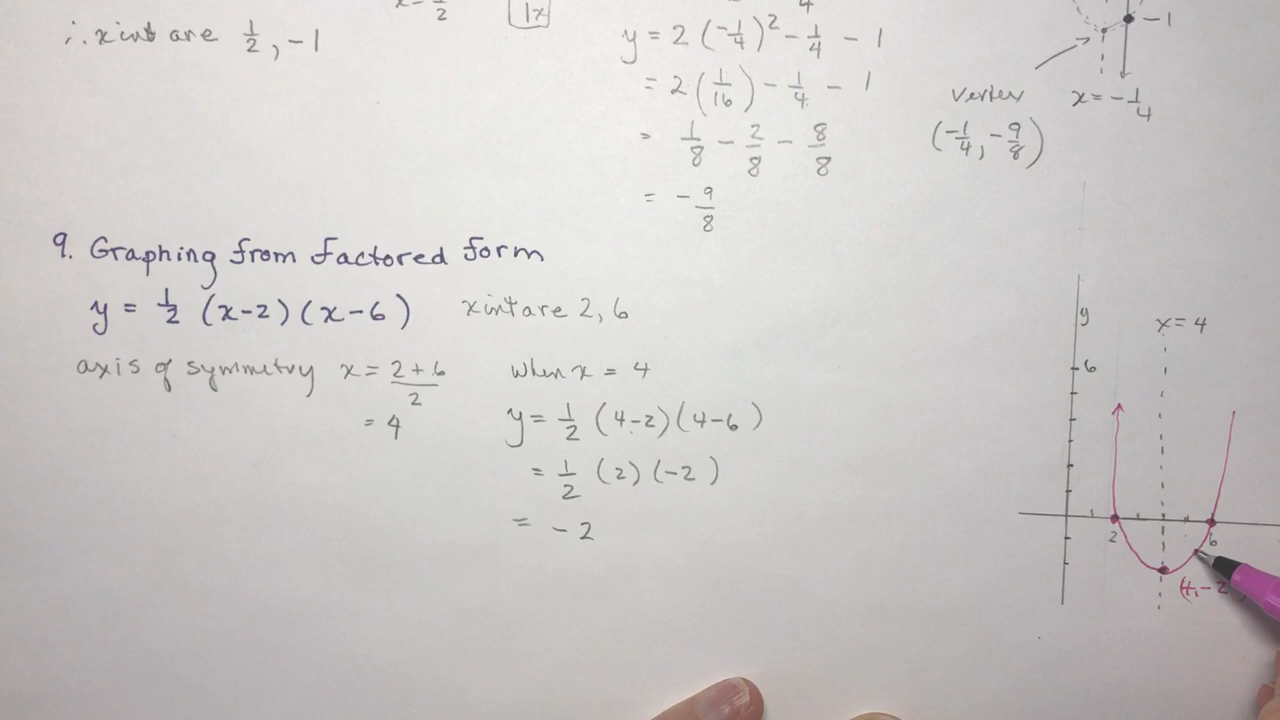 ∴ x int are 1/2, -1
1x
y = 2(-1/4)² - 1/4 - 1
= 2(1/16) - 1/4 - 1
= 1/8 - 2/8 - 8/8
= -9/8
-1
vertex
x = -1/4
(-1/4, -9/8)
9. Graphing from factored form
y = 1/2 (x-2)(x-6)
x int are 2, 6
axis of symmetry x = 2+6/2
= 4
when x = 4
y = 1/2 (4-2)(4-6)
= 1/2 (2)(-2)
= -2
y
x = 4
6
2
6
(4, -2